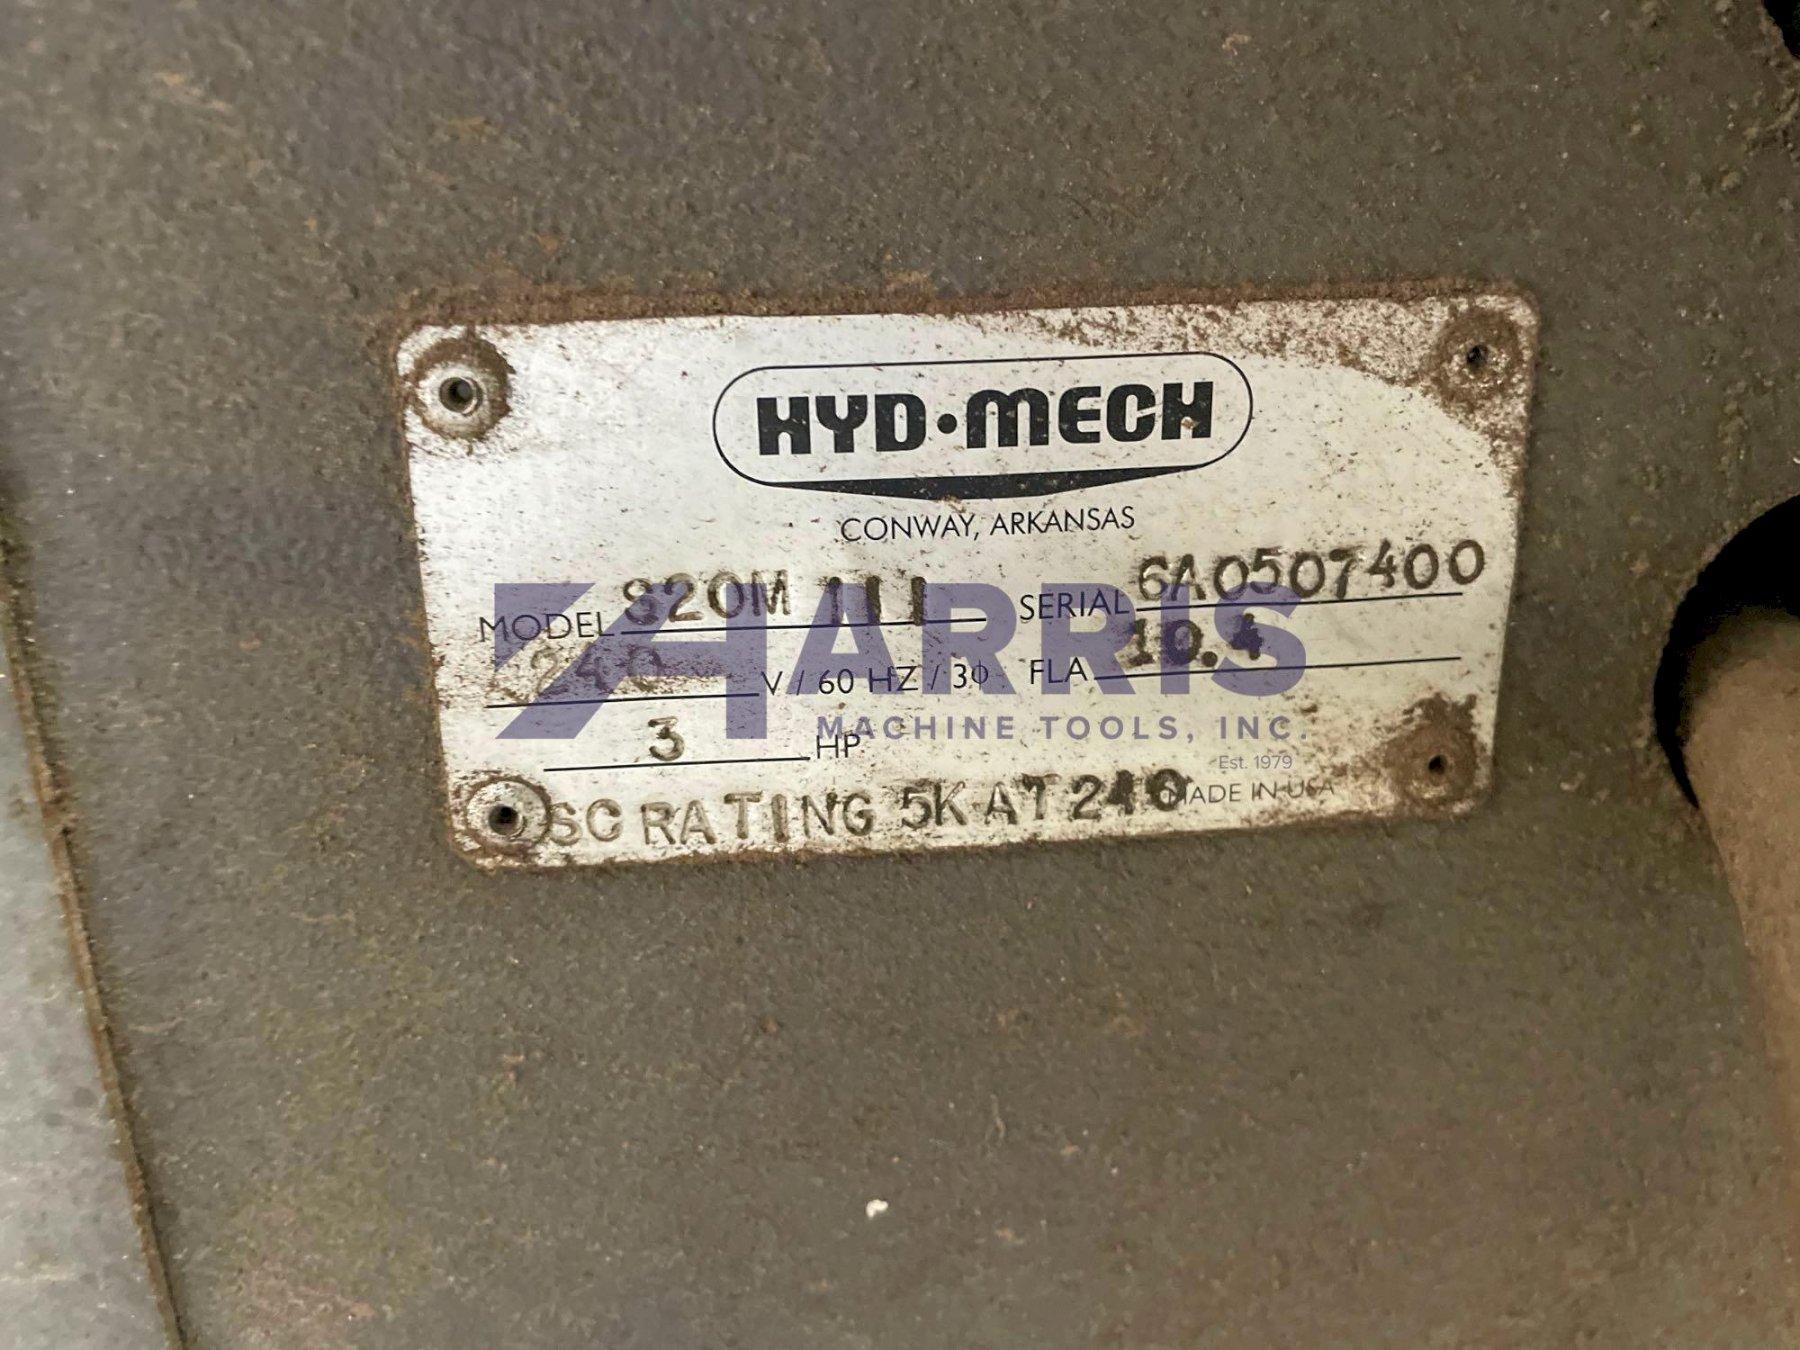 HYD·MECH
CONWAY, ARKANSAS
MODEL S20M III SERIAL 6A0507400
240 V / 60 HZ / 3ϕ FLA 10.4
3 HP
SC RATING 5K AT 240 MADE IN USA
HARRIS
MACHINE TOOLS, INC.
Est. 1979